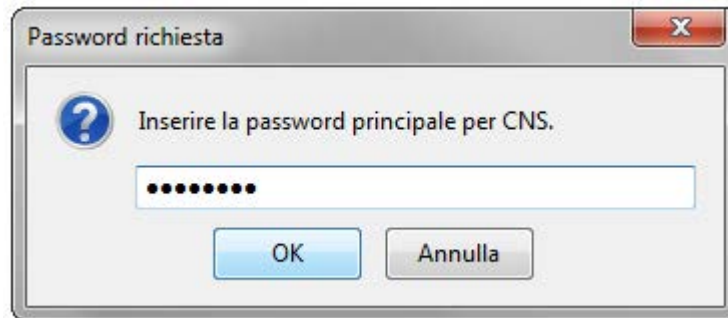 Password richiesta
Inserire la password principale per CNS.
●●●●●●●●
OK
Annulla